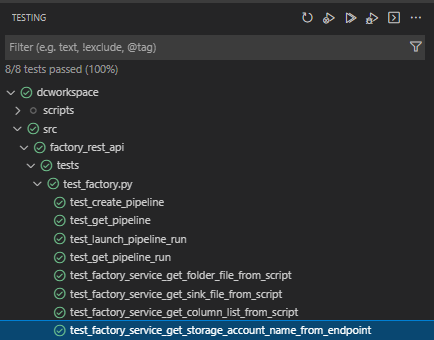 TESTING
Filter (e.g. text, !exclude, @tag)
8/8 tests passed (100%)
dcworkspace
scripts
src
factory_rest_api
tests
test_factory.py
test_create_pipeline
test_get_pipeline
test_launch_pipeline_run
test_get_pipeline_run
test_factory_service_get_folder_file_from_script
test_factory_service_get_sink_file_from_script
test_factory_service_get_column_list_from_script
test_factory_service_get_storage_account_name_from_endpoint